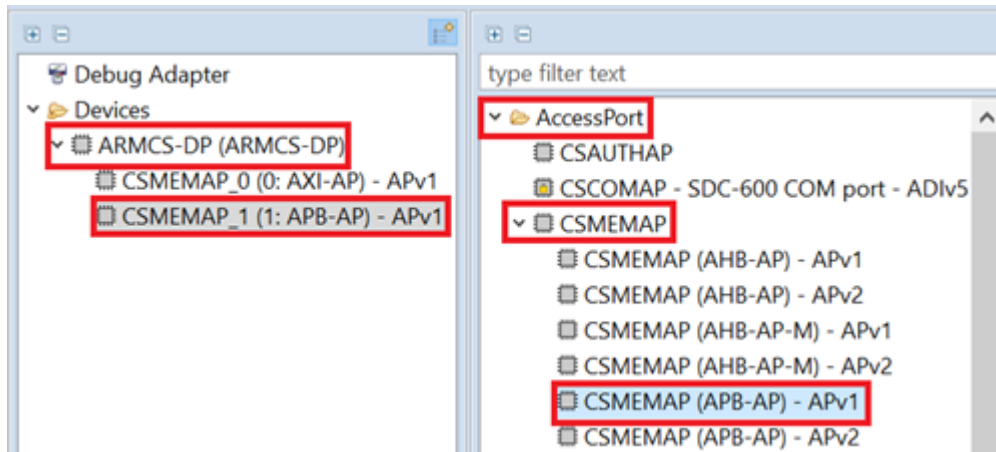 Debug Adapter
Devices
ARMCS-DP (ARMCS-DP)
CSMEMAP_0 (0: AXI-AP) - APv1
CSMEMAP_1 (1: APB-AP) - APv1
type filter text
AccessPort
CSAUTHAP
CSCOMAP - SDC-600 COM port - ADIv5
CSMEMAP
CSMEMAP (AHB-AP) - APv1
CSMEMAP (AHB-AP) - APv2
CSMEMAP (AHB-AP-M) - APv1
CSMEMAP (AHB-AP-M) - APv2
CSMEMAP (APB-AP) - APv1
CSMEMAP (APB-AP) - APv2